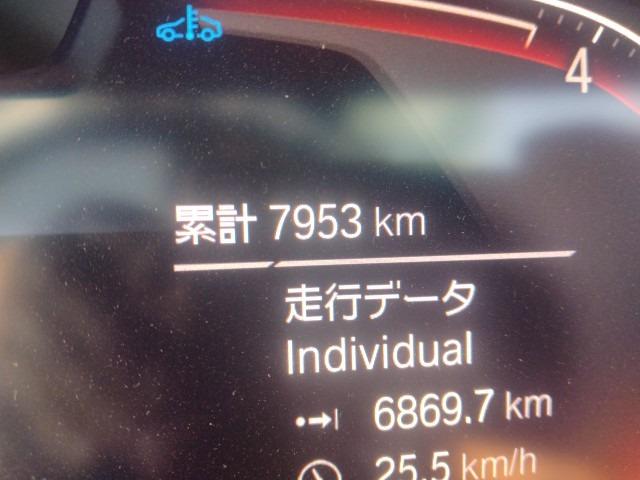 4
累計 7953 km
走行データ
Individual
6869.7 km
25.5 km/h